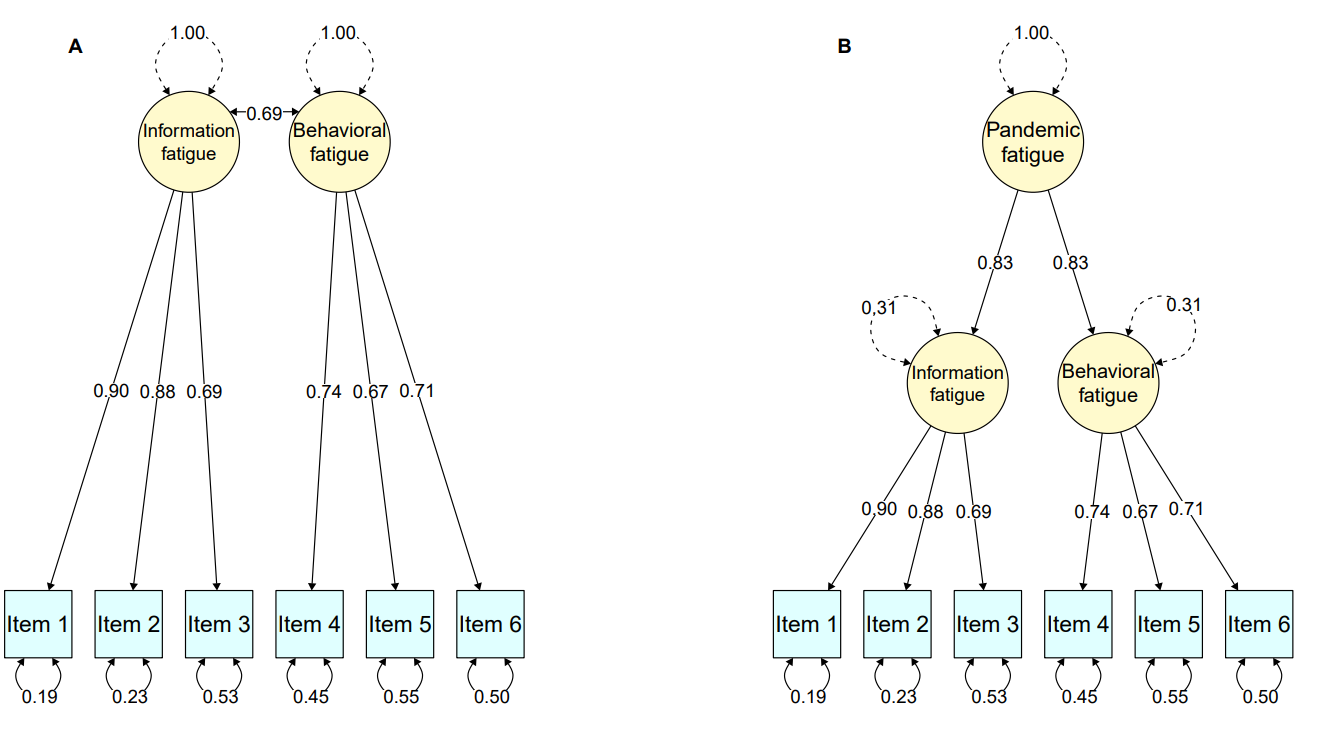 A
1.00
1.00
Information
fatigue
0.69
Behavioral
fatigue
0.90
0.88
0.69
0.74
0.67
0.71
Item 1
Item 2
Item 3
Item 4
Item 5
Item 6
0.19
0.23
0.53
0.45
0.55
0.50
B
1.00
Pandemic
fatigue
0.83
0.83
0.31
0.31
Information
fatigue
Behavioral
fatigue
0.90
0.88
0.69
0.74
0.67
0.71
Item 1
Item 2
Item 3
Item 4
Item 5
Item 6
0.19
0.23
0.53
0.45
0.55
0.50